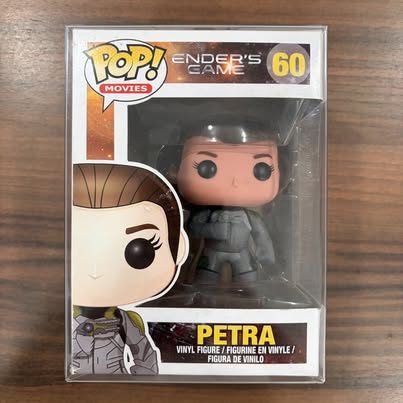 POP!
MOVIES
ENDER'S
GAME
60
PETRA
VINYL FIGURE / FIGURINE EN VINYLE /
FIGURA DE VINILO